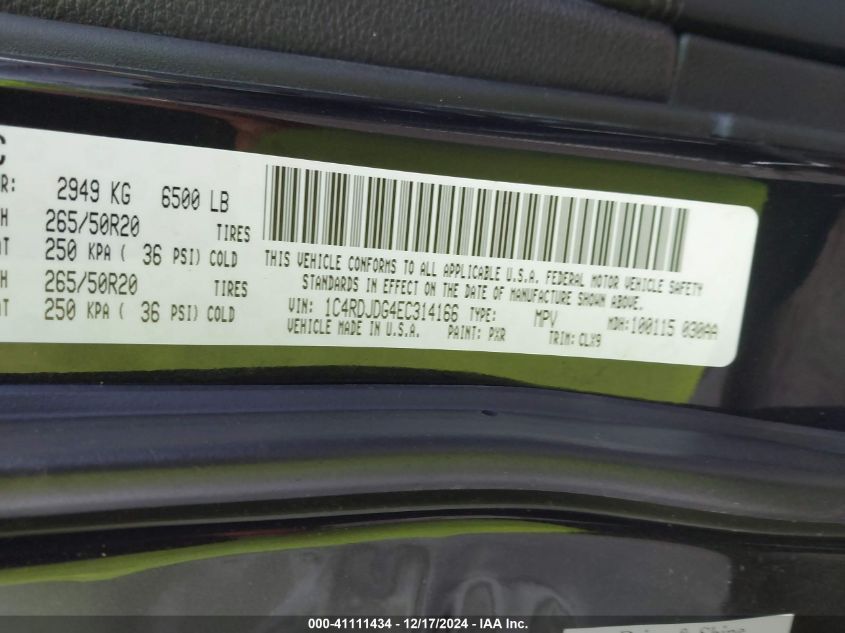 C
R: 2949 KG 6500 LB
H 265/50R20 TIRES
T 250 KPA ( 36 PSI) COLD
H 265/50R20 TIRES
T 250 KPA ( 36 PSI) COLD
THIS VEHICLE CONFORMS TO ALL APPLICABLE U.S.A. FEDERAL MOTOR VEHICLE SAFETY
STANDARDS IN EFFECT ON THE DATE OF MANUFACTURE SHOWN ABOVE.
VIN: 1C4RDJDG4EC314166 TYPE: MPV MDH:100115 030AA
VEHICLE MADE IN U.S.A. PAINT: PXR TRIM: CLX9
000-41111434 - 12/17/2024 - IAA Inc.